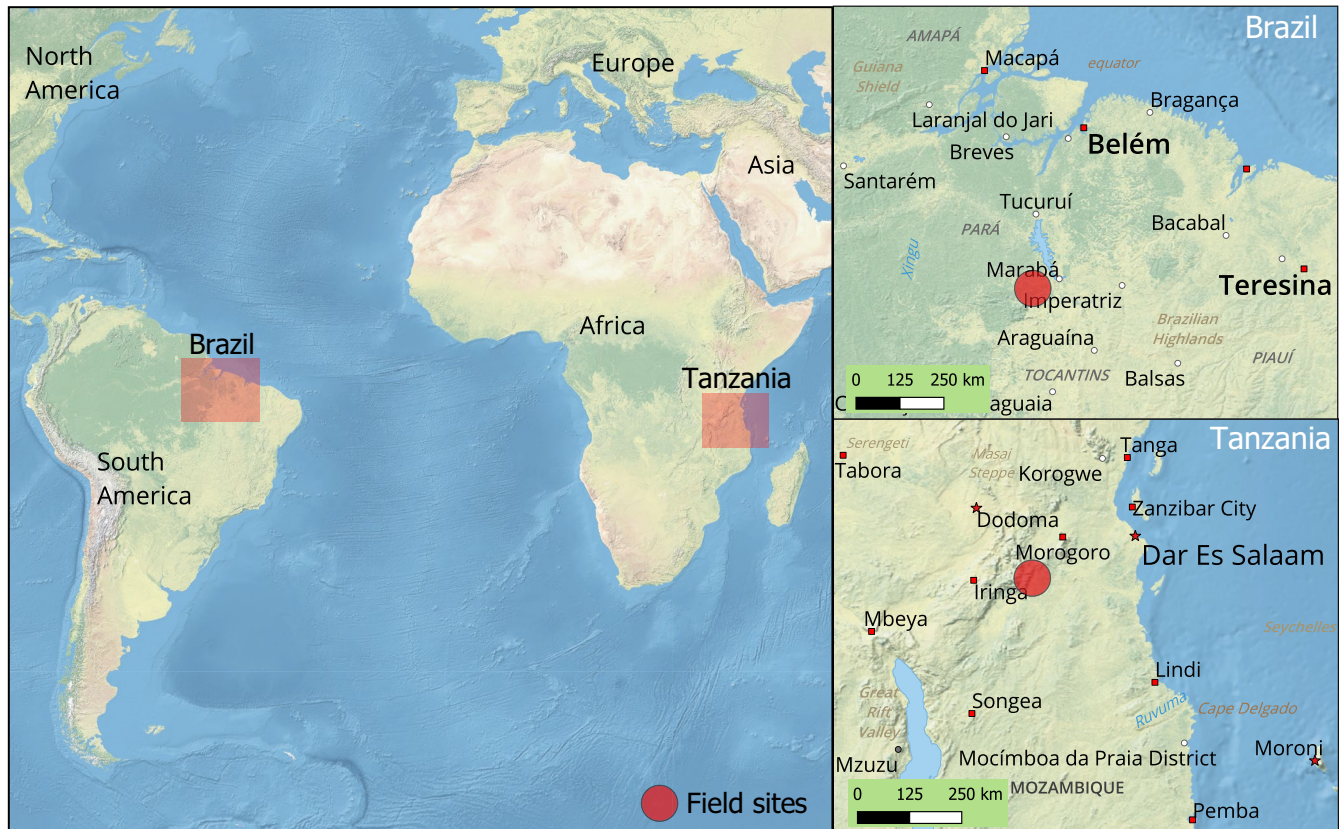 North
America
Europe
Asia
Africa
Brazil
Tanzania
South
America
Field sites
Brazil
AMAPÁ
Macapá
equator
Guiana
Shield
Bragança
Laranjal do Jari
Belém
Breves
Santarém
Tucuruí
PARÁ
Bacabal
Xingu
Marabá
Teresina
Imperatriz
Brazilian
Highlands
Araguaína
PIAUÍ
TOCANTINS
Balsas
0 125 250 km
C
aguaia
Tanzania
Serengeti
Tanga
Masai
Steppe
Tabora
Korogwe
Zanzibar City
Dodoma
Morogoro
Dar Es Salaam
Iringa
Mbeya
Seychelles
Lindi
Great
Rift
Valley
Songea
Ruvuma
Cape Delgado
Moroni
Mocímboa da Praia District
Mzuzu
MOZAMBIQUE
0 125 250 km
Pemba